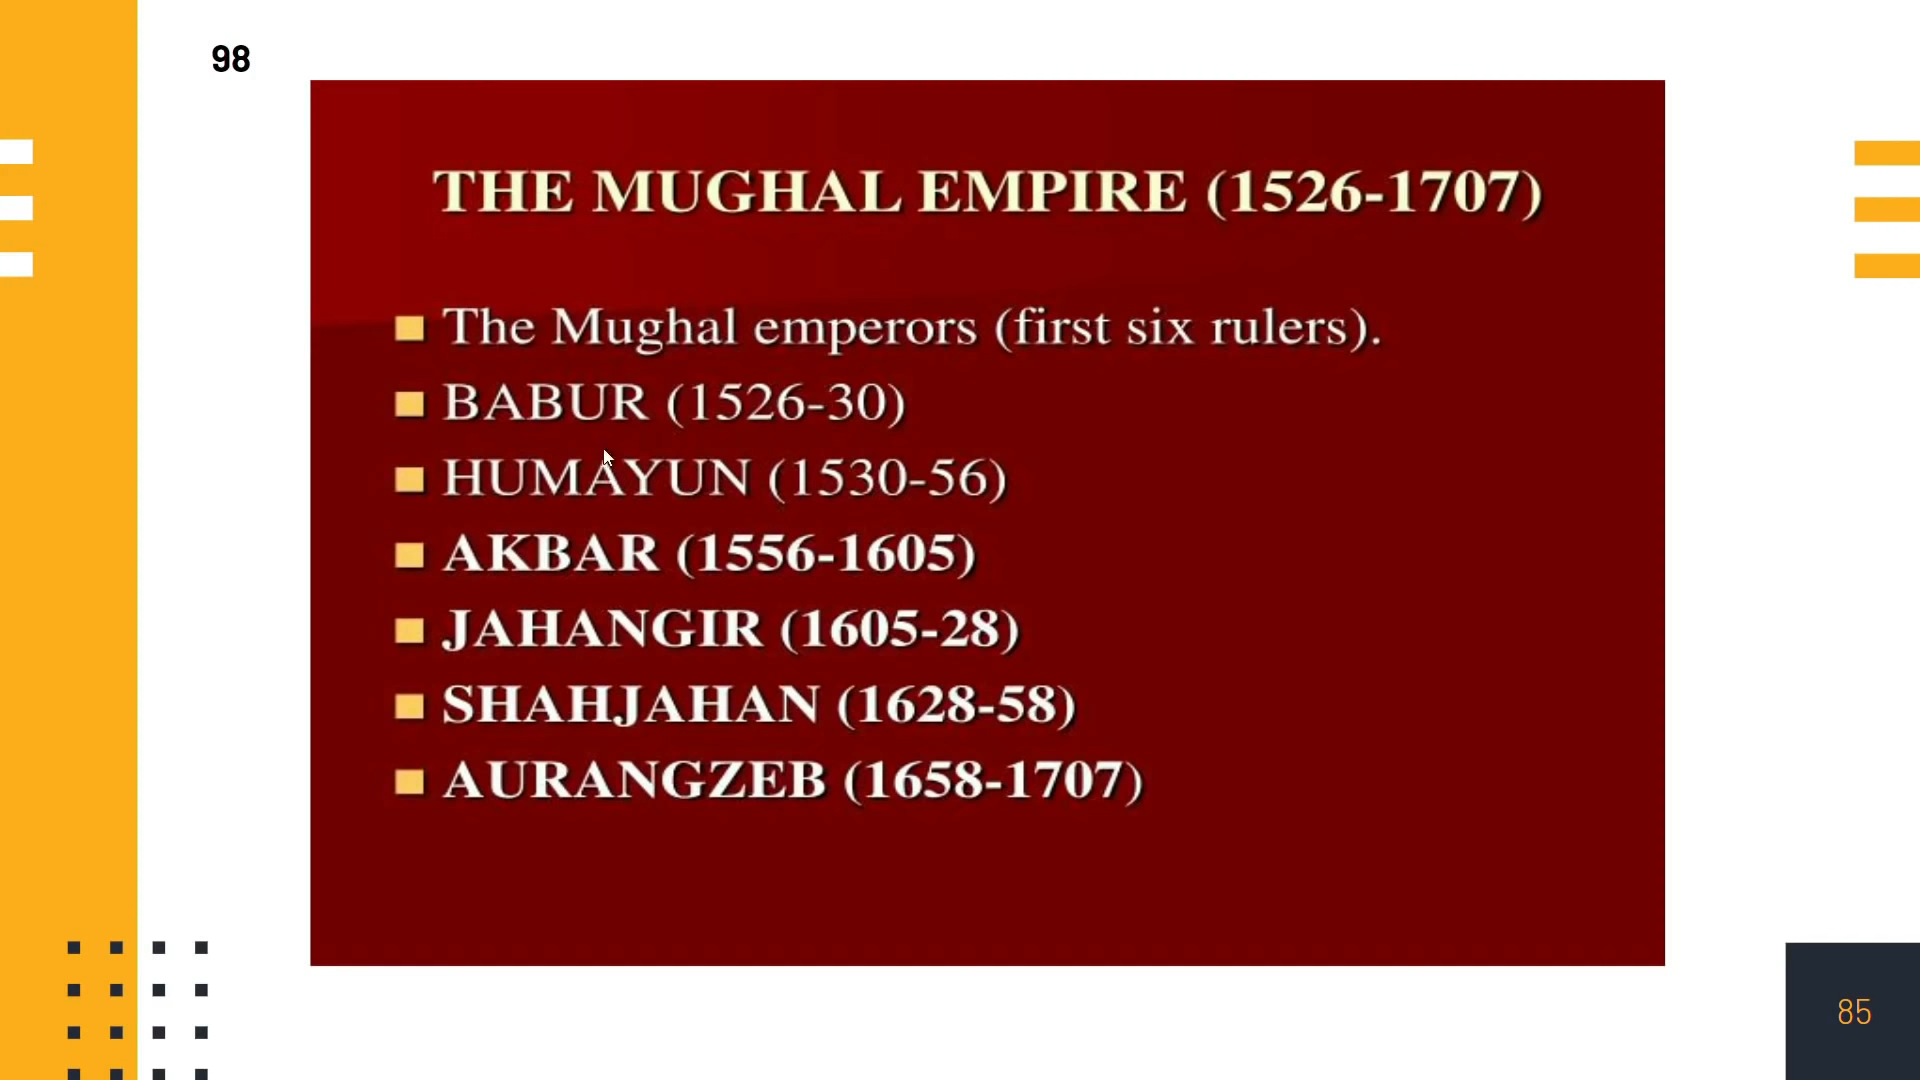 98
THE MUGHAL EMPIRE (1526-1707)
The Mughal emperors (first six rulers).
BABUR (1526-30)
HUMAYUN (1530-56)
AKBAR (1556-1605)
JAHANGIR (1605-28)
SHAHJAHAN (1628-58)
AURANGZEB (1658-1707)
85